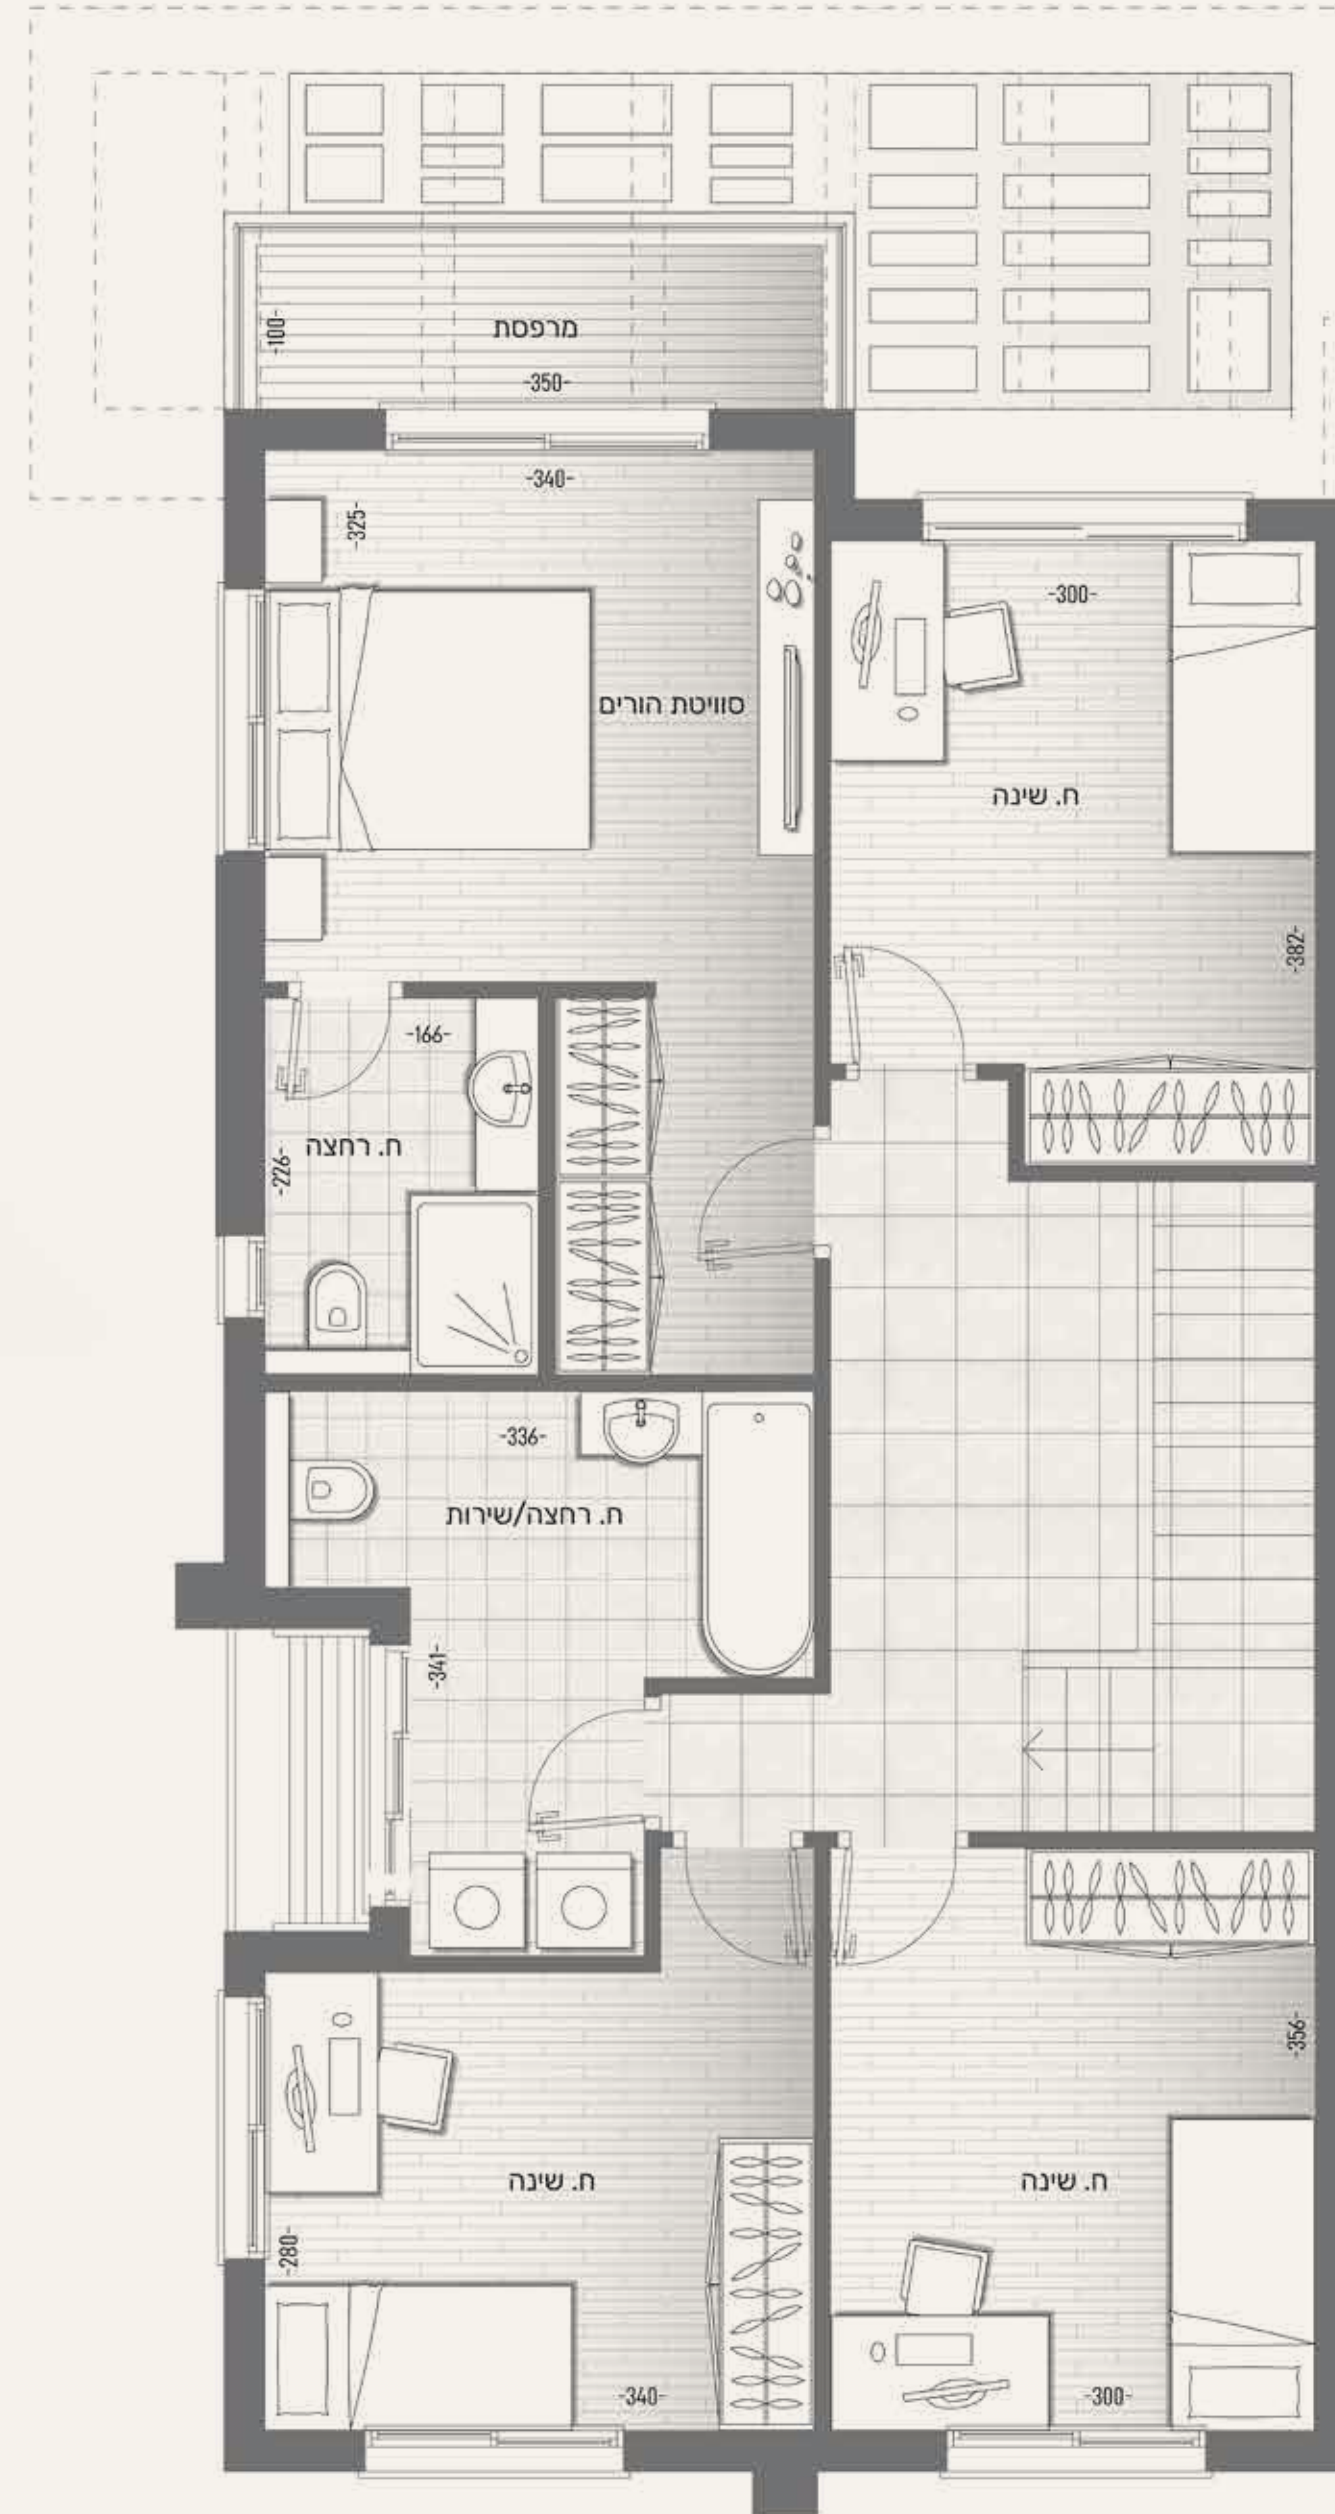 -100-
מרפסת
-350-
-340-
-325-
-300-
סוויטת הורים
ח. שינה
-382-
-166-
ח. רחצה
-226-
-336-
ח. רחצה/שירות
-341-
-356-
ח. שינה
ח. שינה
-280-
-340-
-300-